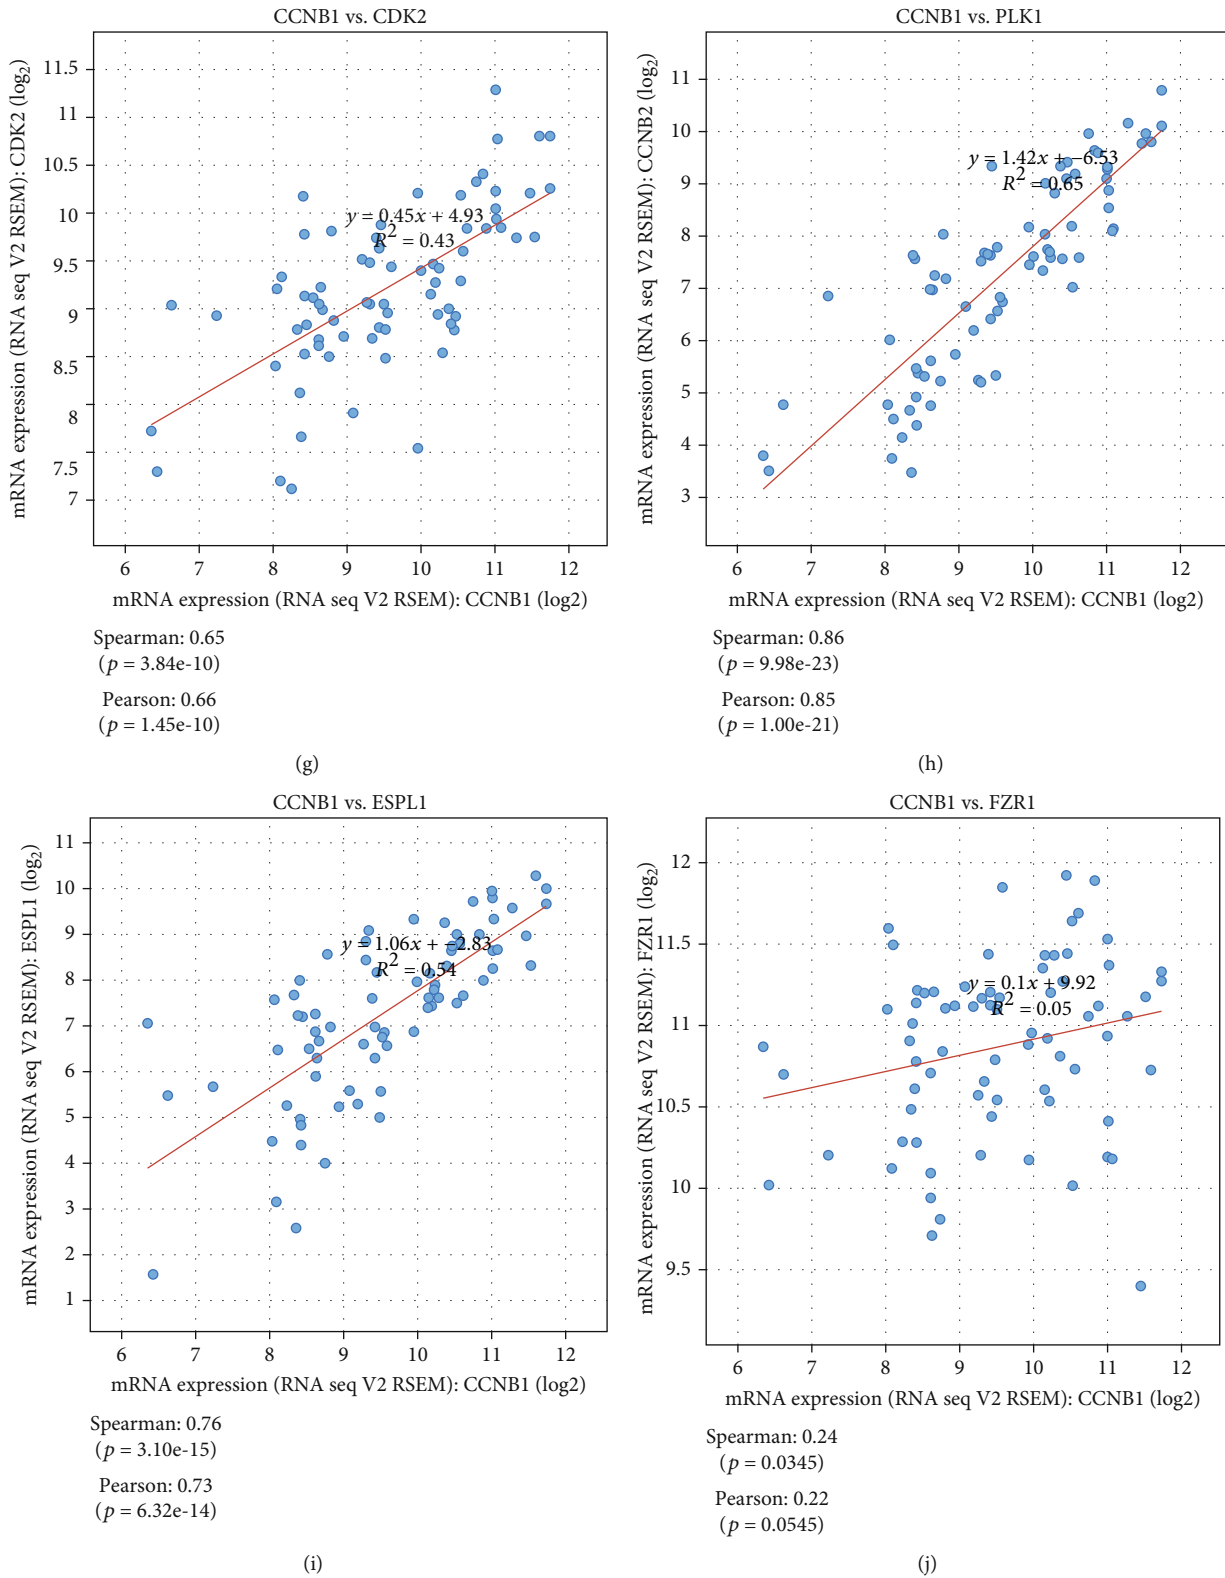 CCNB1 vs. CDK2
mRNA expression (RNA seq V2 RSEM): CDK2 (log2)
11.5
11
10.5
10
9.5
9
8.5
8
7.5
7
y = 0.45x + 4.93
R2 = 0.43
6 7 8 9 10 11 12
mRNA expression (RNA seq V2 RSEM): CCNB1 (log2)
Spearman: 0.65
(p = 3.84e-10)
Pearson: 0.66
(p = 1.45e-10)
(g)
CCNB1 vs. PLK1
mRNA expression (RNA seq V2 RSEM): CCNB2 (log2)
11
10
9
8
7
6
5
4
3
y = 1.42x + −6.53
R2 = 0.65
6 7 8 9 10 11 12
mRNA expression (RNA seq V2 RSEM): CCNB1 (log2)
Spearman: 0.86
(p = 9.98e-23)
Pearson: 0.85
(p = 1.00e-21)
(h)
CCNB1 vs. ESPL1
mRNA expression (RNA seq V2 RSEM): ESPL1 (log2)
11
10
9
8
7
6
5
4
3
2
1
y = 1.06x + −2.83
R2 = 0.54
6 7 8 9 10 11 12
mRNA expression (RNA seq V2 RSEM): CCNB1 (log2)
Spearman: 0.76
(p = 3.10e-15)
Pearson: 0.73
(p = 6.32e-14)
(i)
CCNB1 vs. FZR1
mRNA expression (RNA seq V2 RSEM): FZR1 (log2)
12
11.5
11
10.5
10
9.5
y = 0.1x + 9.92
R2 = 0.05
6 7 8 9 10 11 12
mRNA expression (RNA seq V2 RSEM): CCNB1 (log2)
Spearman: 0.24
(p = 0.0345)
Pearson: 0.22
(p = 0.0545)
(j)